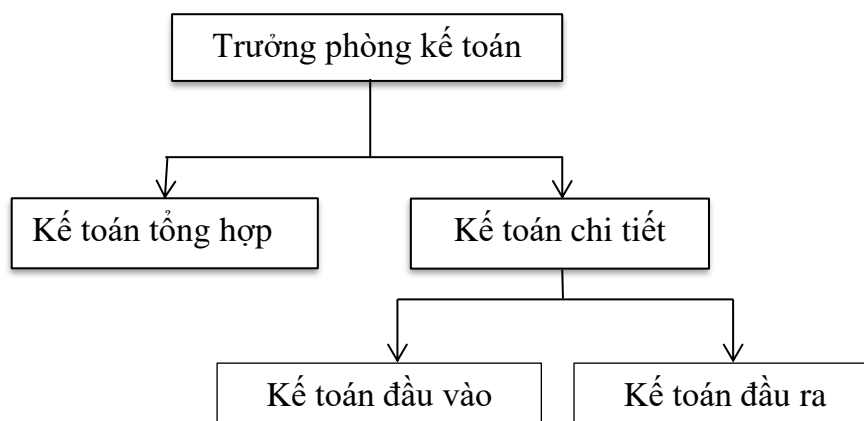 Trưởng phòng kế toán
Kế toán tổng hợp
Kế toán chi tiết
Kế toán đầu vào
Kế toán đầu ra